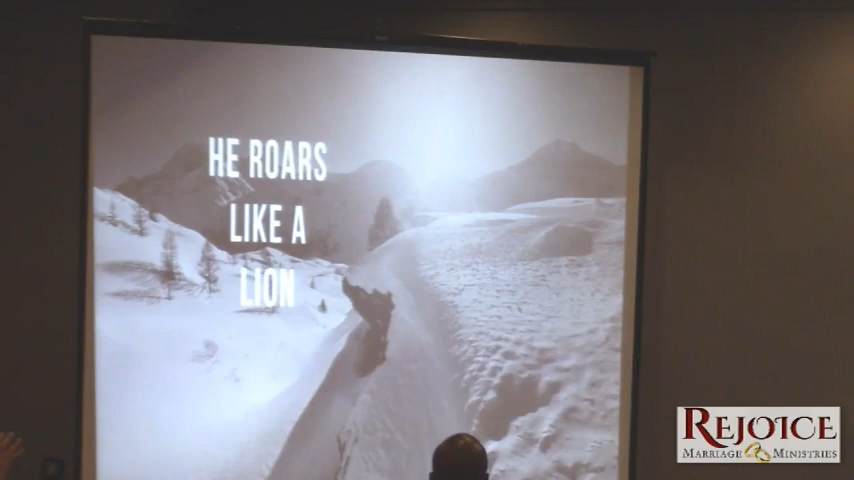 HE ROARS
LIKE A
LION
REJOICE
MARRIAGE MINISTRIES